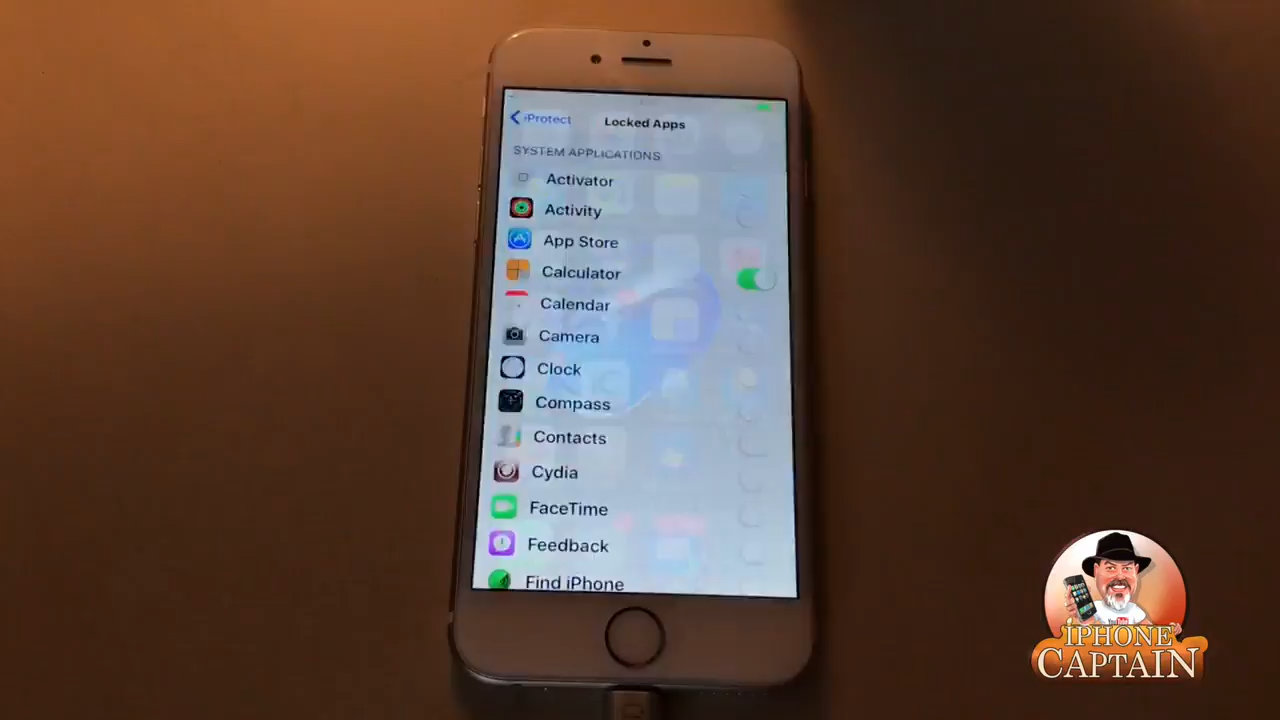 iProtect
Locked Apps
SYSTEM APPLICATIONS
Activator
Activity
App Store
Calculator
Calendar
Camera
Clock
Compass
Contacts
Cydia
FaceTime
Feedback
Find iPhone
iPHONE
CAPTAIN